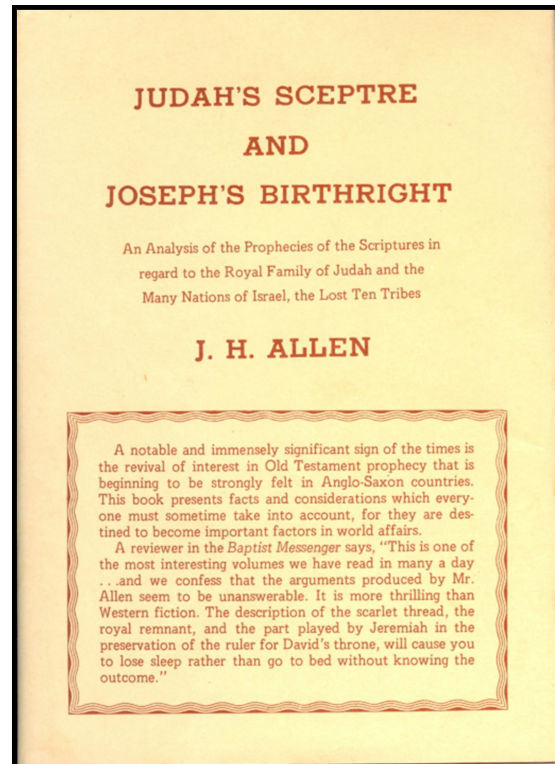 JUDAH'S SCEPTRE
AND
JOSEPH'S BIRTHRIGHT
An Analysis of the Prophecies of the Scriptures in
regard to the Royal Family of Judah and the
Many Nations of Israel, the Lost Ten Tribes
J. H. ALLEN
A notable and immensely significant sign of the times is
the revival of interest in Old Testament prophecy that is
beginning to be strongly felt in Anglo-Saxon countries.
This book presents facts and considerations which every-
one must sometime take into account, for they are des-
tined to become important factors in world affairs.
A reviewer in the Baptist Messenger says, “This is one of
the most interesting volumes we have read in many a day
. . .and we confess that the arguments produced by Mr.
Allen seem to be unanswerable. It is more thrilling than
Western fiction. The description of the scarlet thread, the
royal remnant, and the part played by Jeremiah in the
preservation of the ruler for David's throne, will cause you
to lose sleep rather than go to bed without knowing the
outcome.”